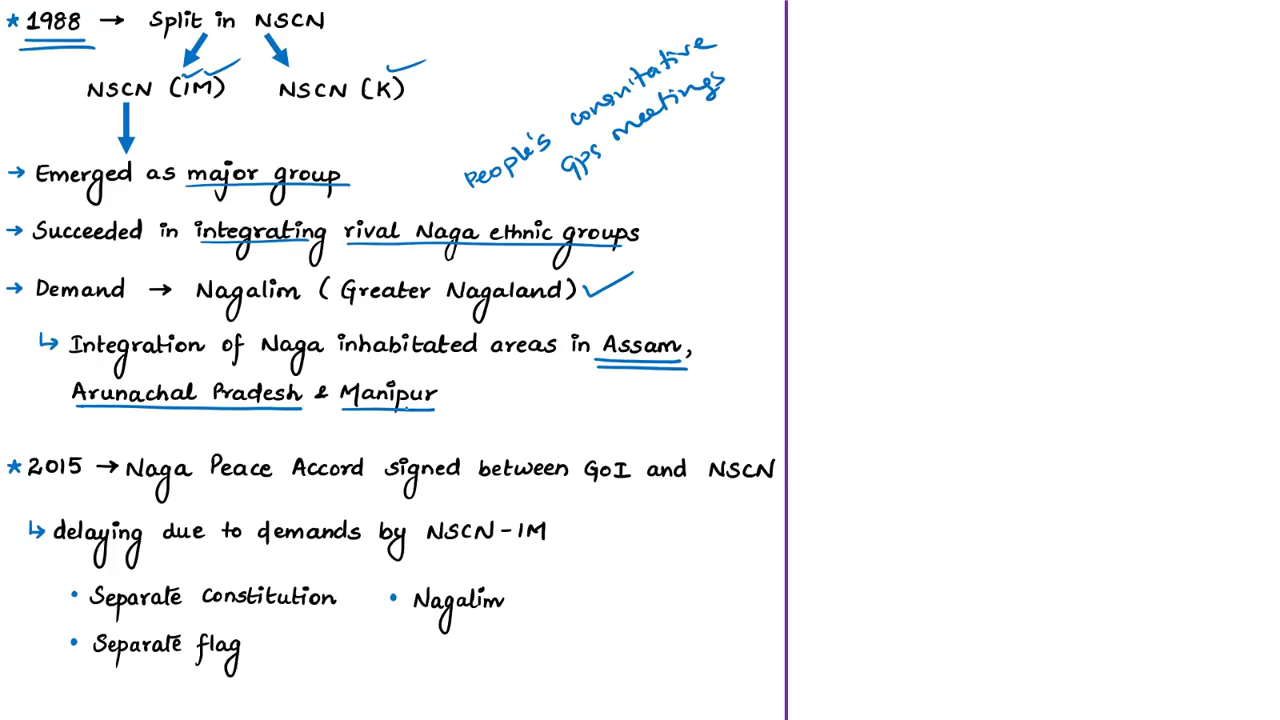 * 1988 → Split in NSCN
NSCN (IM) NSCN (K)
People's consultative
gps meetings
→ Emerged as major group
→ Succeeded in integrating rival Naga ethnic groups
→ Demand → Nagalim (Greater Nagaland)
↳ Integration of Naga inhabitated areas in Assam,
Arunachal Pradesh & Manipur
* 2015 → Naga Peace Accord signed between GoI and NSCN
↳ delaying due to demands by NSCN-IM
• Separate constitution • Nagalim
• Separate flag